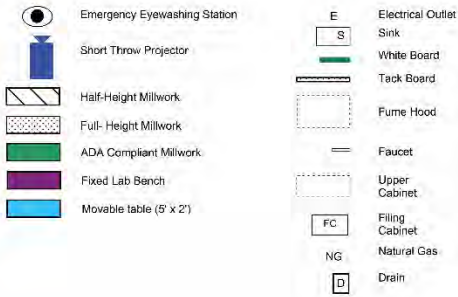 Emergency Eyewashing Station
Short Throw Projector
Half-Height Millwork
Full- Height Millwork
ADA Compliant Millwork
Fixed Lab Bench
Movable table (5' x 2')
E Electrical Outlet
S Sink
White Board
Tack Board
Fume Hood
Faucet
Upper
Cabinet
FC Filing
Cabinet
NG Natural Gas
D Drain